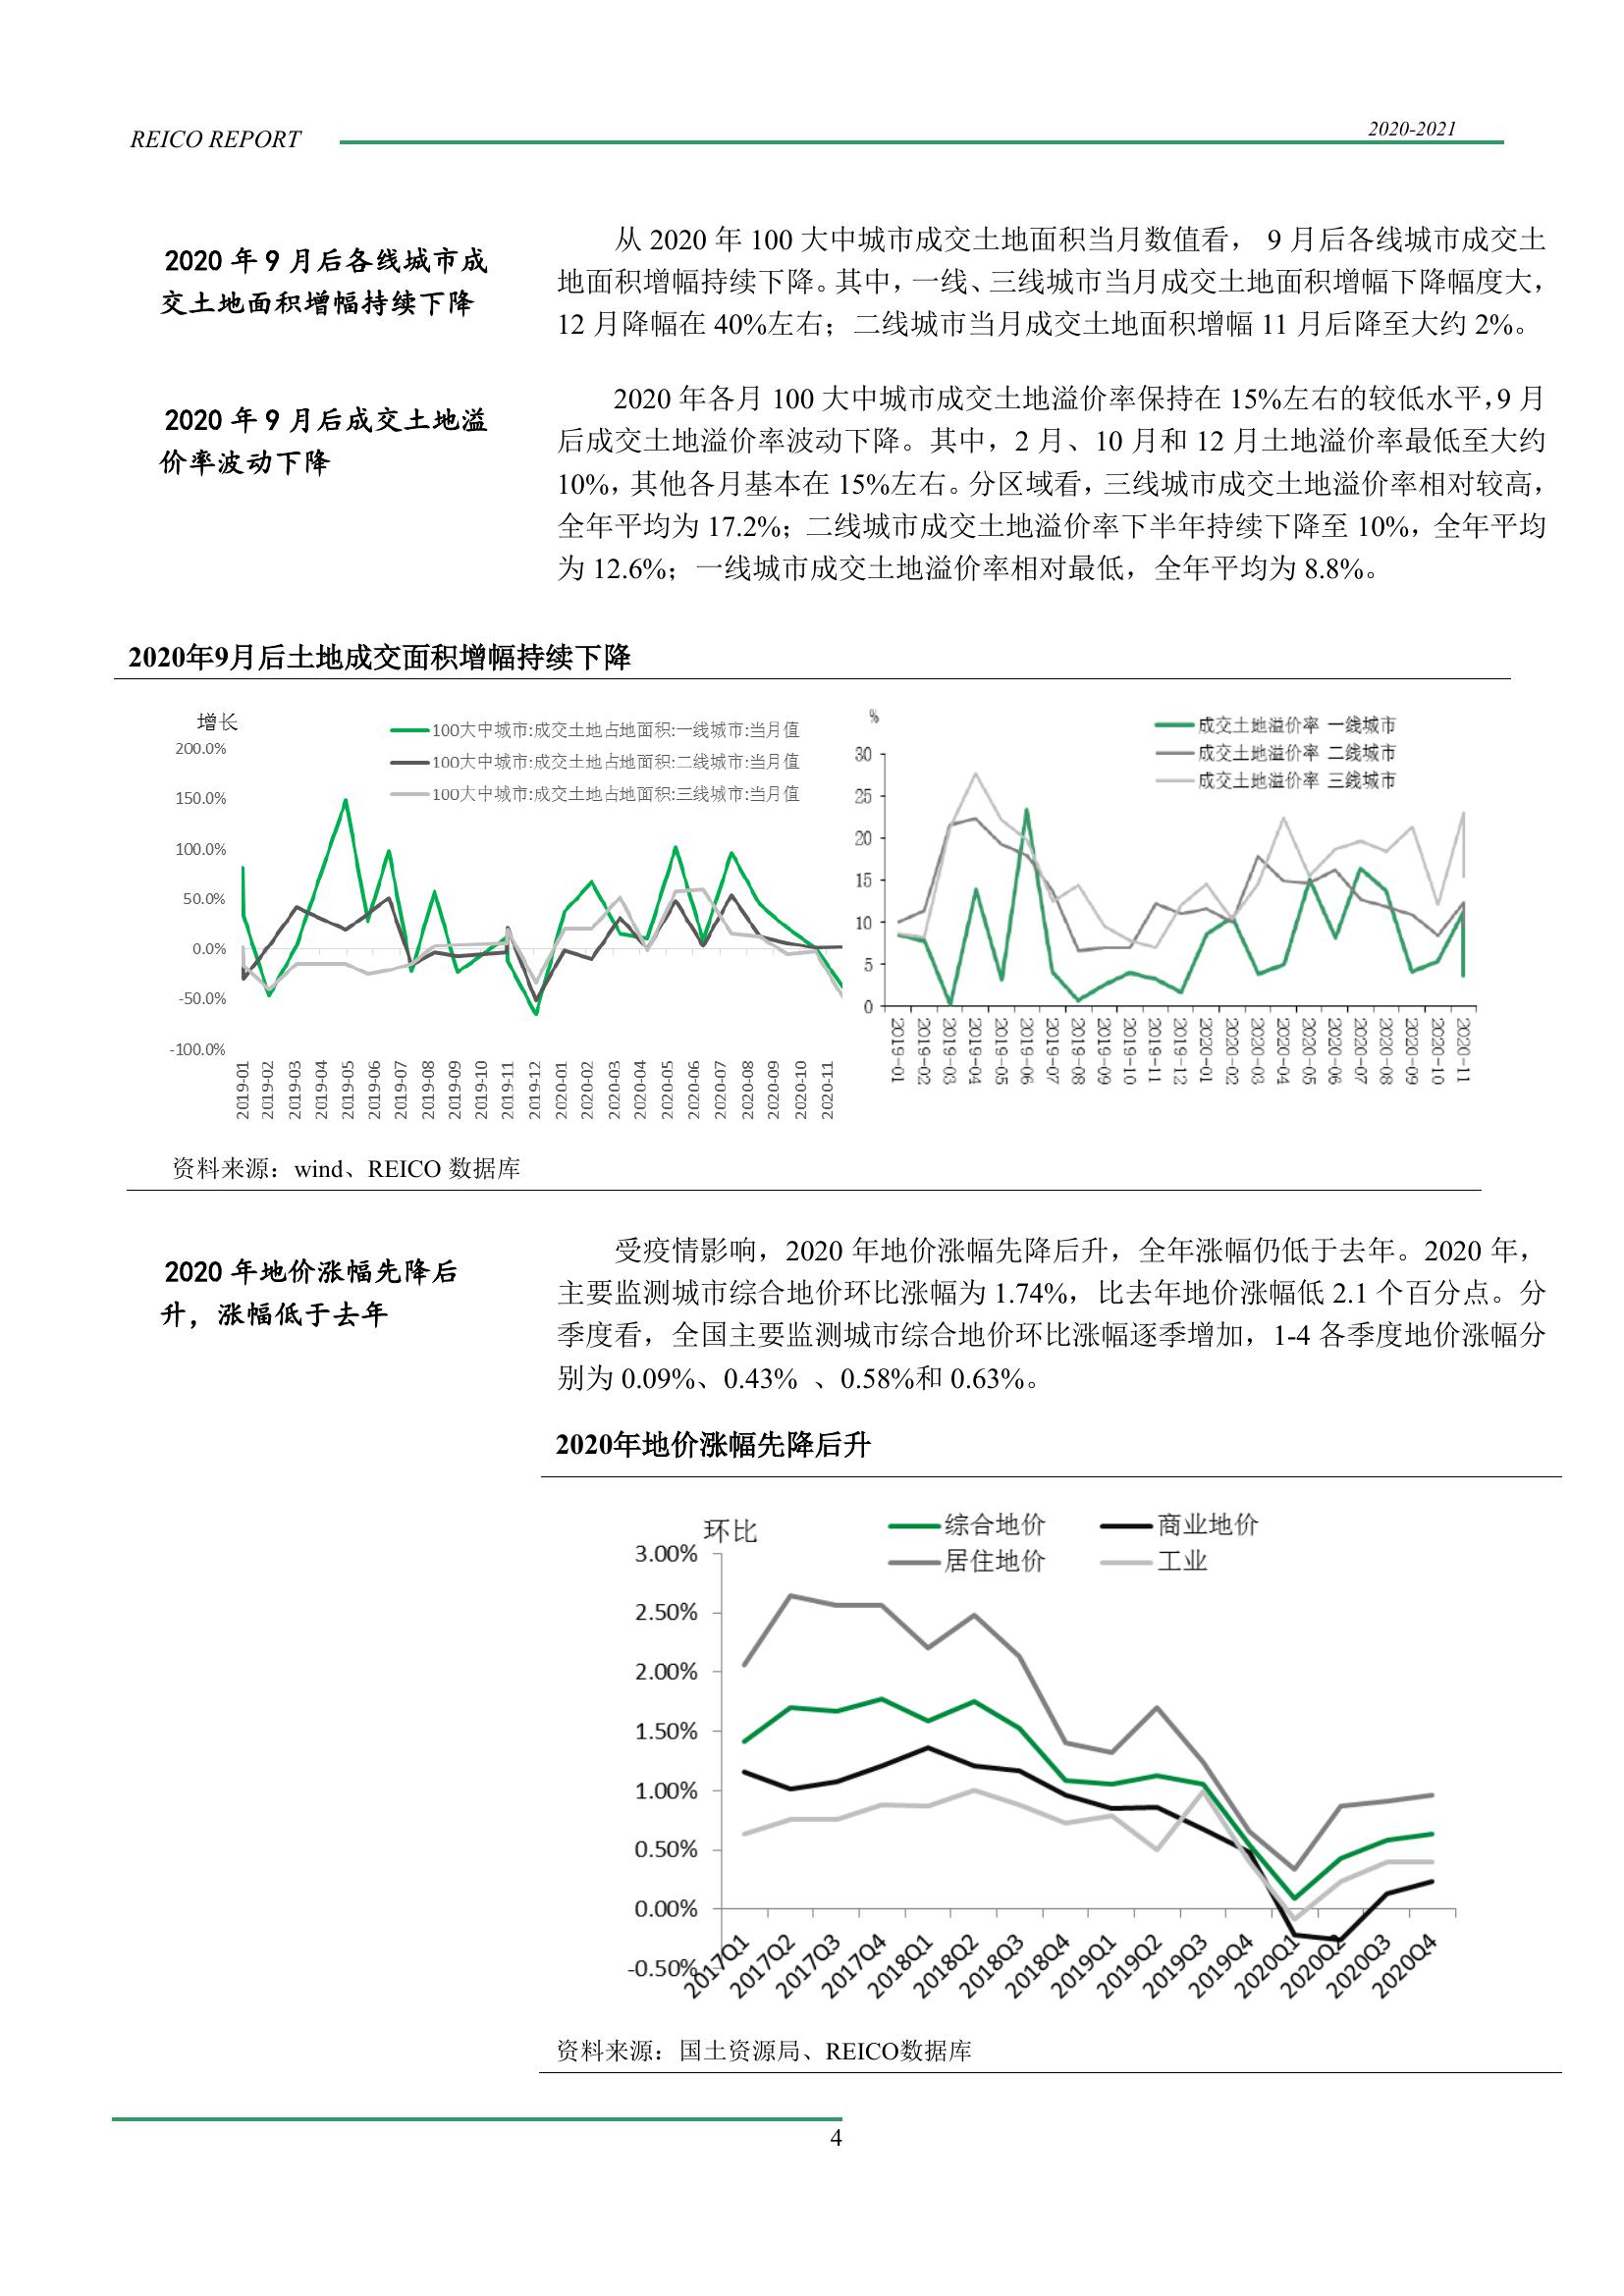 REICO REPORT
2020-2021
2020 年 9 月后各线城市成
交土地面积增幅持续下降
从 2020 年 100 大中城市成交土地面积当月数值看， 9 月后各线城市成交土
地面积增幅持续下降。其中，一线、三线城市当月成交土地面积增幅下降幅度大，
12 月降幅在 40%左右；二线城市当月成交土地面积增幅 11 月后降至大约 2%。
2020 年 9 月后成交土地溢
价率波动下降
2020 年各月 100 大中城市成交土地溢价率保持在 15%左右的较低水平，9 月
后成交土地溢价率波动下降。其中，2 月、10 月和 12 月土地溢价率最低至大约
10%，其他各月基本在 15%左右。分区域看，三线城市成交土地溢价率相对较高，
全年平均为 17.2%；二线城市成交土地溢价率下半年持续下降至 10%，全年平均
为 12.6%；一线城市成交土地溢价率相对最低，全年平均为 8.8%。
2020年9月后土地成交面积增幅持续下降
增长
100大中城市:成交土地占地面积:一线城市:当月值
100大中城市:成交土地占地面积:二线城市:当月值
100大中城市:成交土地占地面积:三线城市:当月值
200.0%
150.0%
100.0%
50.0%
0.0%
-50.0%
-100.0%
2019-01
2019-02
2019-03
2019-04
2019-05
2019-06
2019-07
2019-08
2019-09
2019-10
2019-11
2019-12
2020-01
2020-02
2020-03
2020-04
2020-05
2020-06
2020-07
2020-08
2020-09
2020-10
2020-11
%
成交土地溢价率 一线城市
成交土地溢价率 二线城市
成交土地溢价率 三线城市
30
25
20
15
10
5
0
2019-01
2019-02
2019-03
2019-04
2019-05
2019-06
2019-07
2019-08
2019-09
2019-10
2019-11
2019-12
2020-01
2020-02
2020-03
2020-04
2020-05
2020-06
2020-07
2020-08
2020-09
2020-10
2020-11
资料来源：wind、REICO 数据库
2020 年地价涨幅先降后
升，涨幅低于去年
受疫情影响，2020 年地价涨幅先降后升，全年涨幅仍低于去年。2020 年，
主要监测城市综合地价环比涨幅为 1.74%，比去年地价涨幅低 2.1 个百分点。分
季度看，全国主要监测城市综合地价环比涨幅逐季增加，1-4 各季度地价涨幅分
别为 0.09%、0.43% 、0.58%和 0.63%。
2020年地价涨幅先降后升
环比
综合地价
商业地价
居住地价
工业
3.00%
2.50%
2.00%
1.50%
1.00%
0.50%
0.00%
-0.50%
2017Q1
2017Q2
2017Q3
2017Q4
2018Q1
2018Q2
2018Q3
2018Q4
2019Q1
2019Q2
2019Q3
2019Q4
2020Q1
2020Q2
2020Q3
2020Q4
资料来源：国土资源局、REICO数据库
4